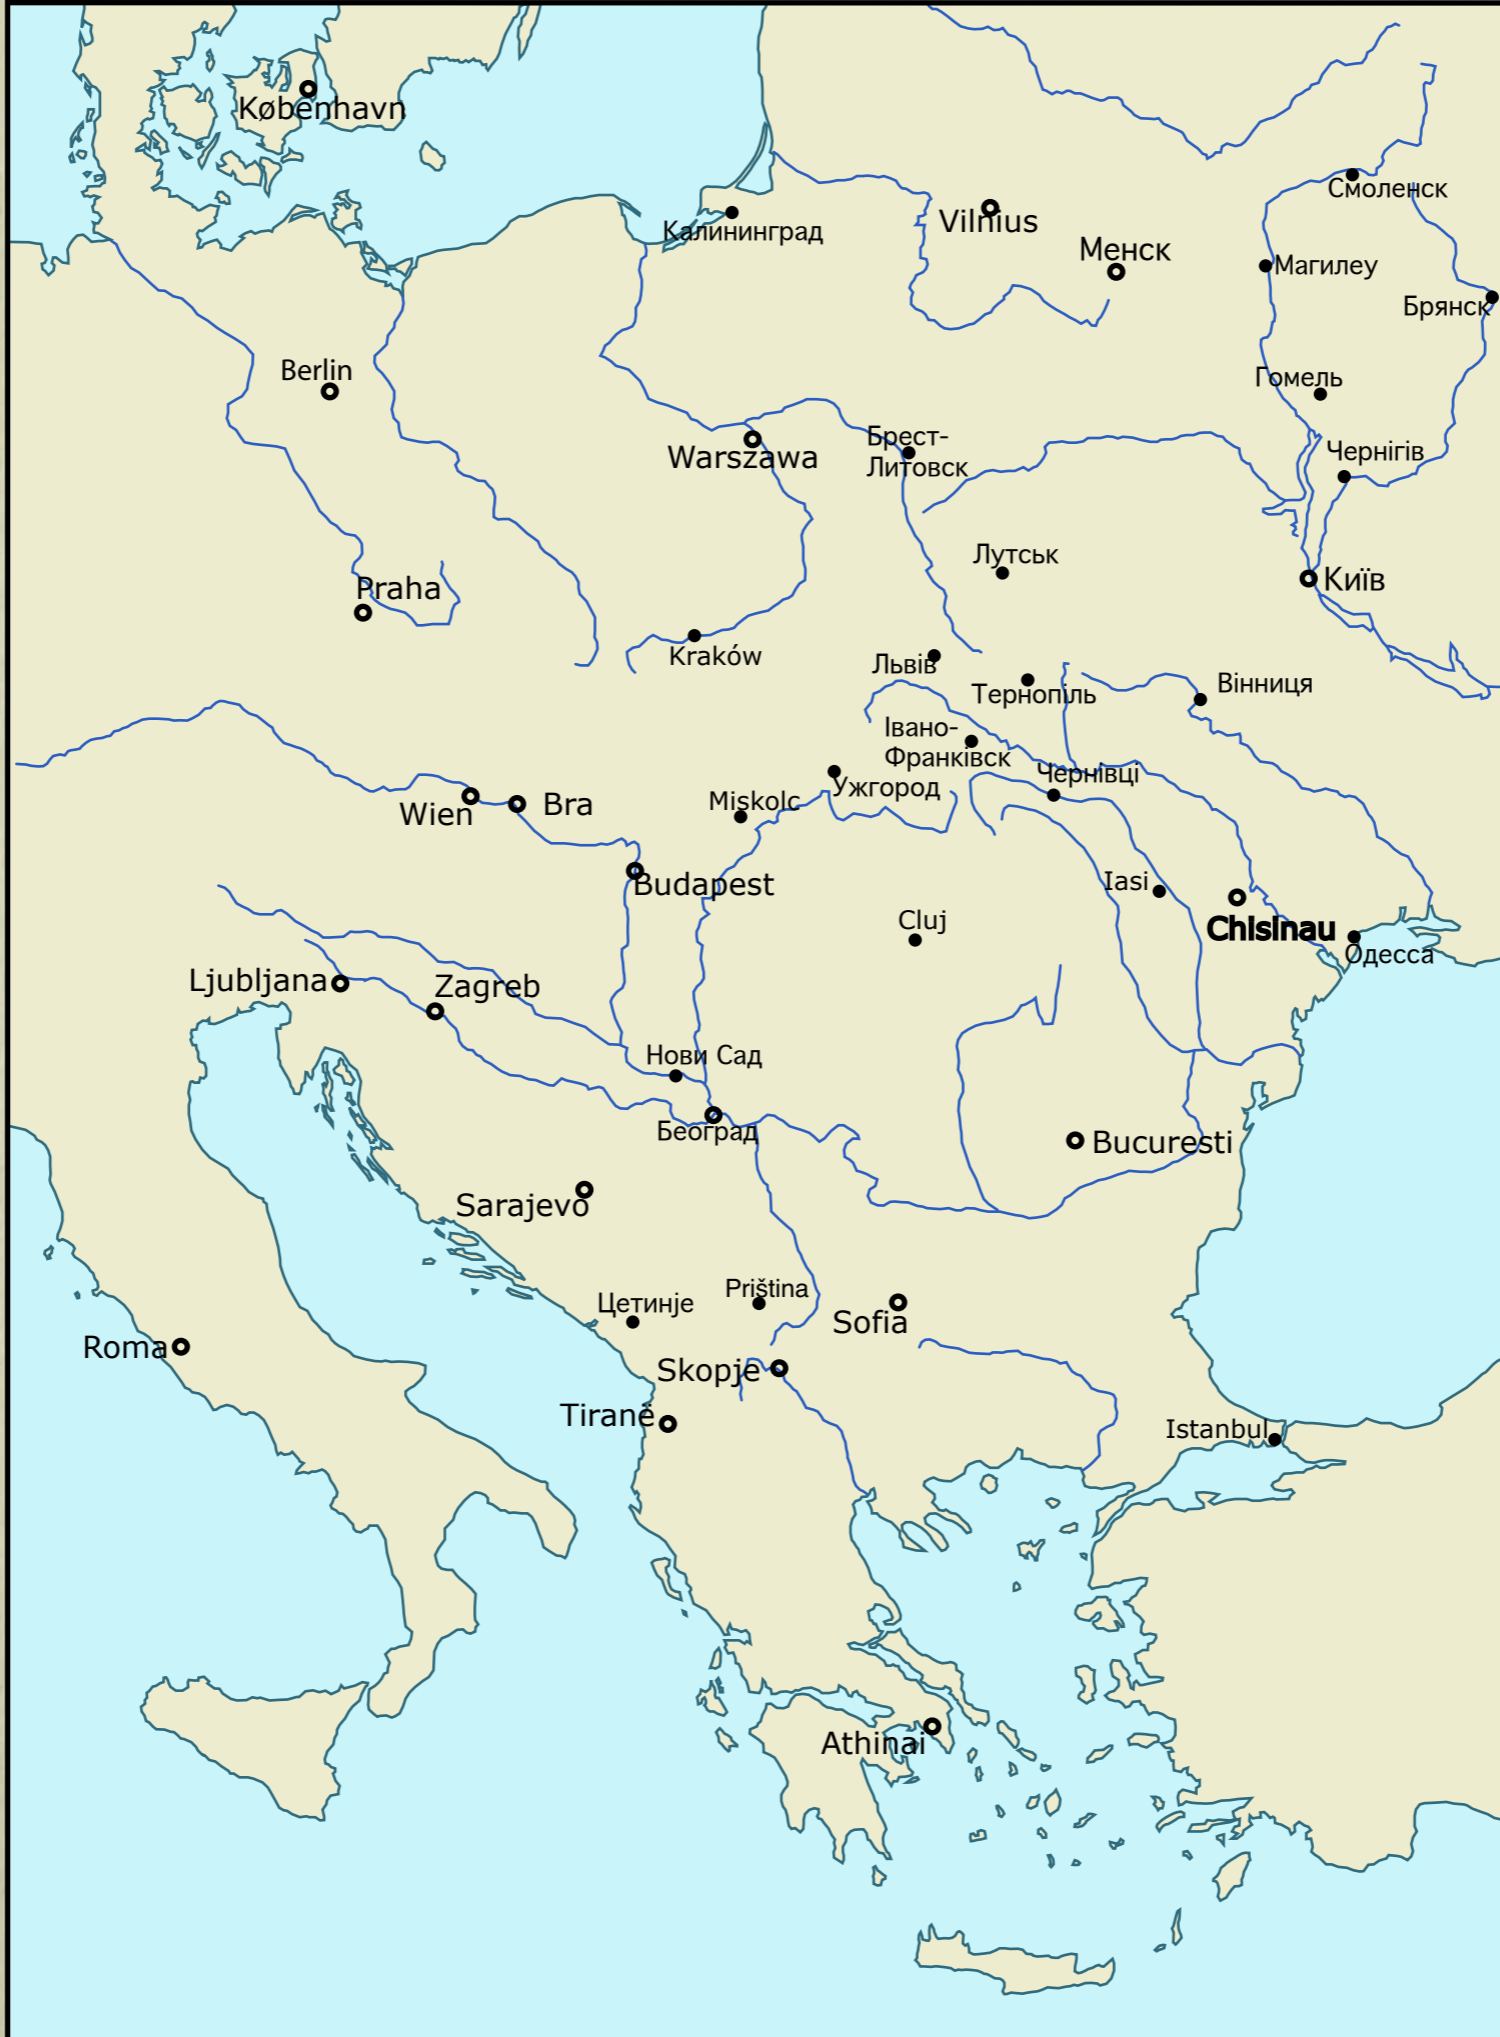 København
Смоленск
Vilnius
Калининград
Менск
Магилеу
Брянск
Berlin
Гомель
Брест-
Литовск
Warszawa
Чернігів
Лутськ
Київ
Praha
Kraków
Львів
Тернопіль
Вінниця
Івано-
Франківск
Чернівці
Ужгород
Miskolc
Wien
Bra
Budapest
Iasi
Cluj
Chisinau
Одесса
Ljubljana
Zagreb
Нови Сад
Београд
Bucuresti
Sarajevo
Priština
Цетинје
Sofia
Roma
Skopje
Tiranë
Istanbul
Athinai